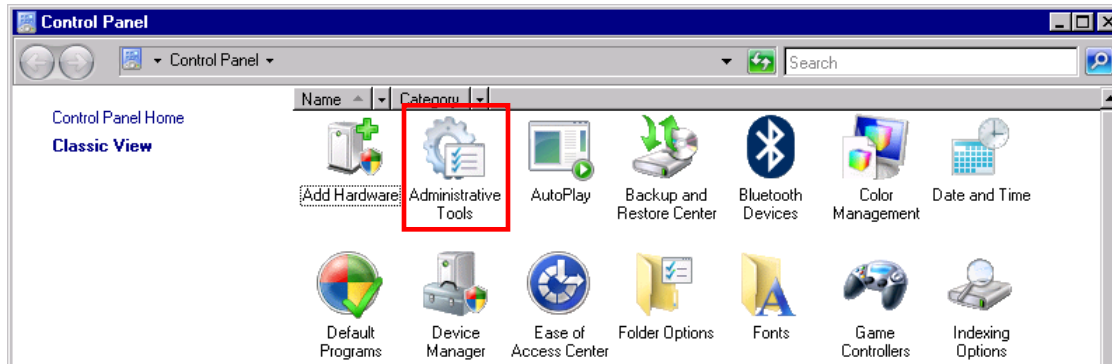 Control Panel
Control Panel
Search
Name Category
Control Panel Home
Classic View
Add Hardware
Administrative
Tools
AutoPlay
Backup and
Restore Center
Bluetooth
Devices
Color
Management
Date and Time
Default
Programs
Device
Manager
Ease of
Access Center
Folder Options
Fonts
Game
Controllers
Indexing
Options